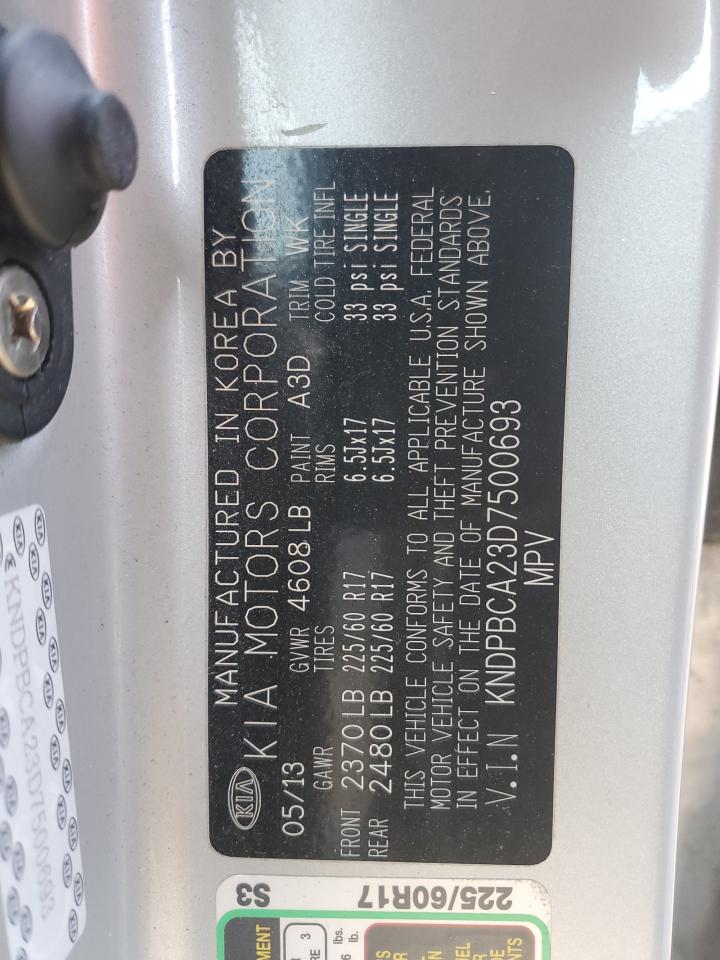 KIA
MANUFACTURED IN KOREA BY
KIA MOTORS CORPORATION
05/13 GVWR 4608 LB PAINT A3D TRIM WK
GAWR TIRES RIMS COLD TIRE INFL
FRONT 2370 LB 225/60 R17 6.5Jx17 33 psi SINGLE
REAR 2480 LB 225/60 R17 6.5Jx17 33 psi SINGLE
THIS VEHICLE CONFORMS TO ALL APPLICABLE U.S.A. FEDERAL
MOTOR VEHICLE SAFETY AND THEFT PREVENTION STANDARDS
IN EFFECT ON THE DATE OF MANUFACTURE SHOWN ABOVE.
V.I.N KNDPBCA23D7500693
MPV
KNDPBCA23D7500693
S3
225/60R17